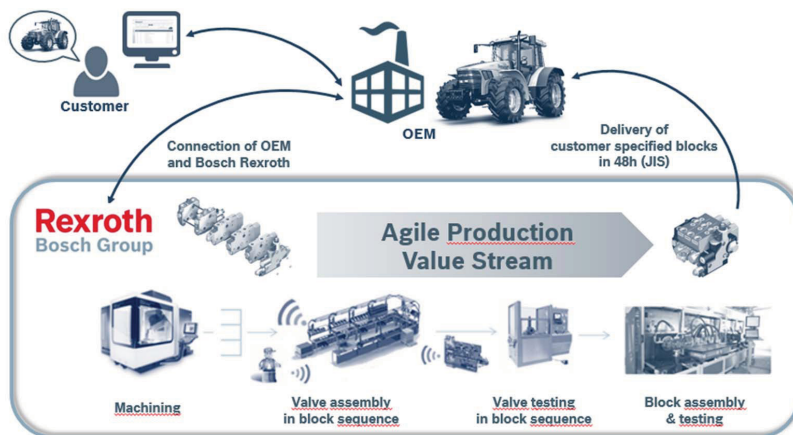 Customer
OEM
Connection of OEM
and Bosch Rexroth
Delivery of
customer specified blocks
in 48h (JIS)
Rexroth
Bosch Group
Agile Production
Value Stream
Machining
Valve assembly
in block sequence
Valve testing
in block sequence
Block assembly
& testing